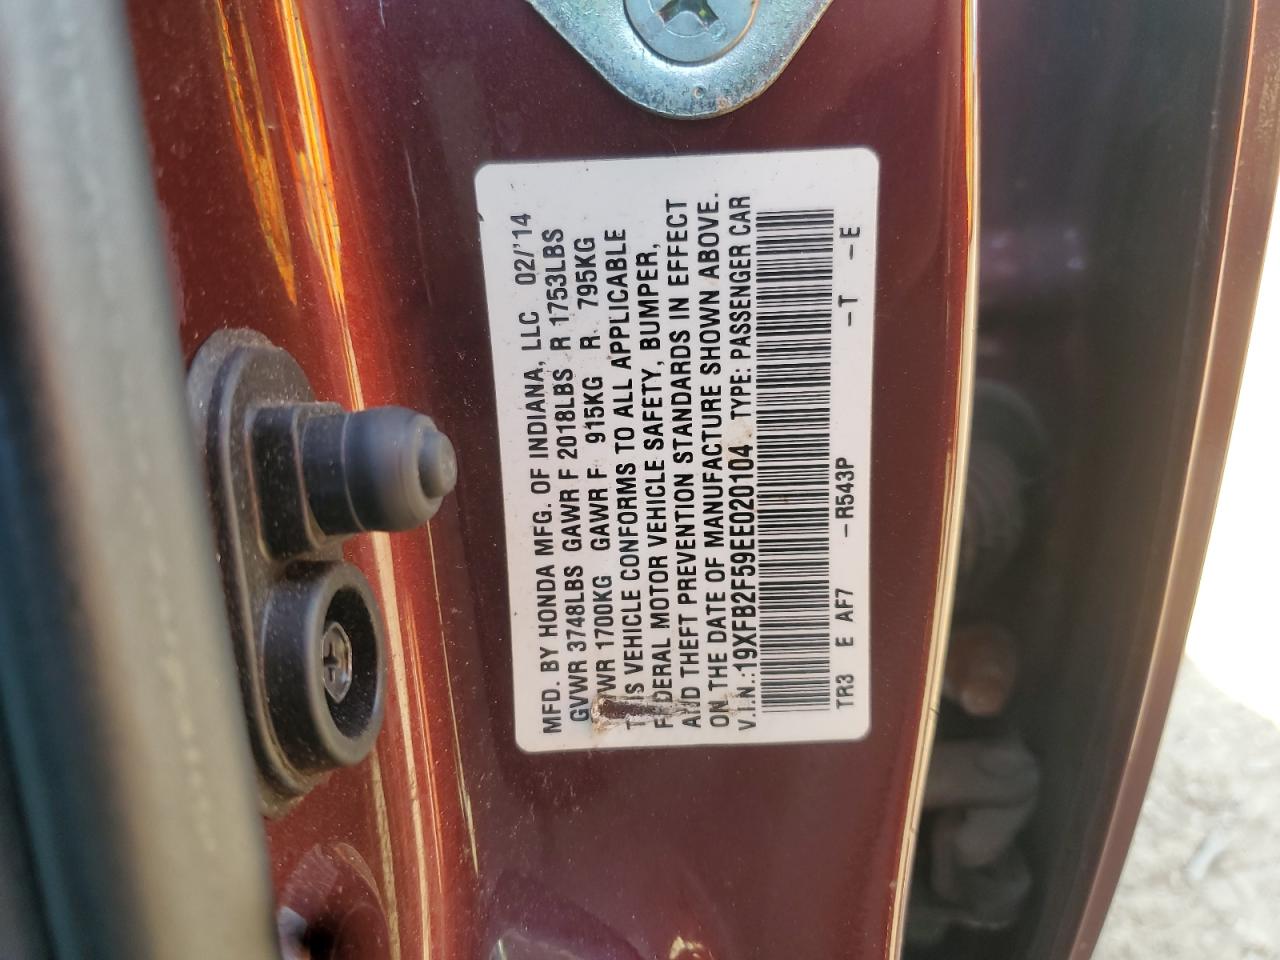 MFD. BY HONDA MFG. OF INDIANA, LLC 02/'14
GVWR 3748LBS GAWR F 2018LBS R 1753LBS
GVWR 1700KG GAWR F 915KG R 795KG
THIS VEHICLE CONFORMS TO ALL APPLICABLE
FEDERAL MOTOR VEHICLE SAFETY, BUMPER,
AND THEFT PREVENTION STANDARDS IN EFFECT
ON THE DATE OF MANUFACTURE SHOWN ABOVE.
V.I.N.:19XFB2F59EE020104 TYPE: PASSENGER CAR
TR3 E AF7 -R543P -T -E